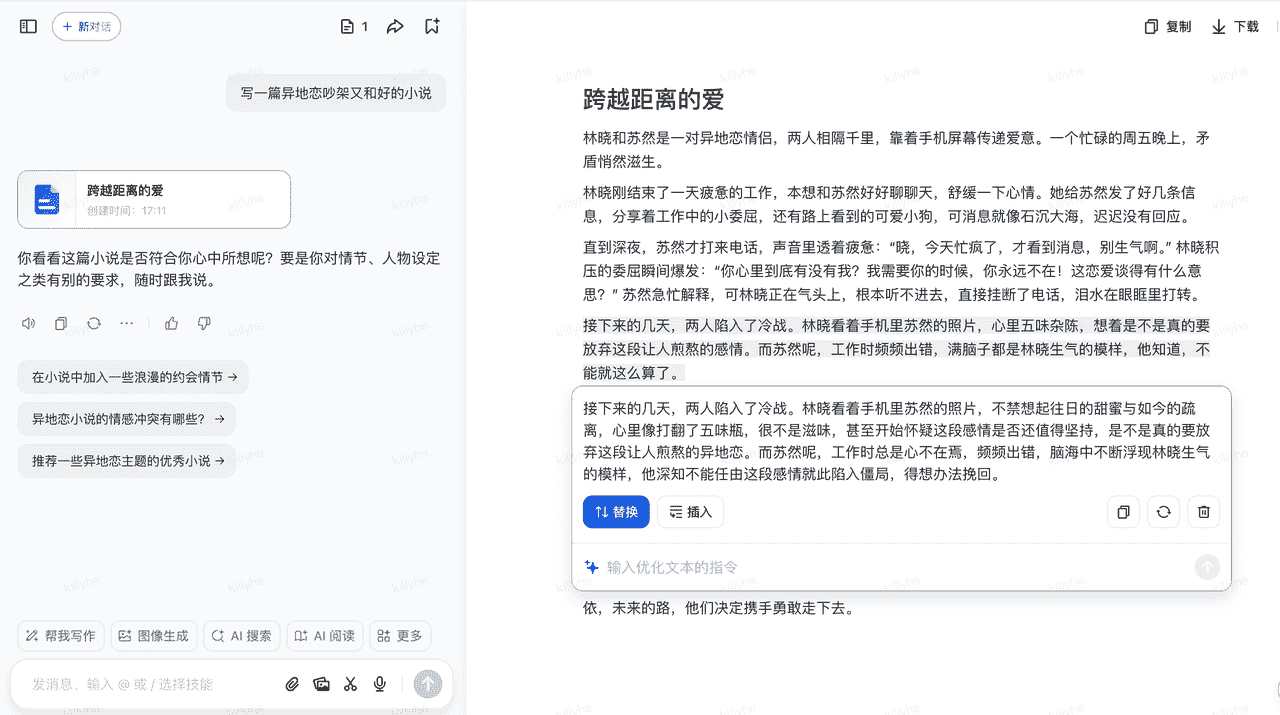 新对话
1
复制
下载
写一篇异地恋吵架又和好的小说
跨越距离的爱
创建时间：17:11
你看看这篇小说是否符合你心中所想呢？要是你对情节、人物设定
之类有别的要求，随时跟我说。
在小说中加入一些浪漫的约会情节→
异地恋小说的情感冲突有哪些？→
推荐一些异地恋主题的优秀小说→
帮我写作
图像生成
AI 搜索
AI 阅读
更多
发消息、输入 @ 或 / 选择技能
跨越距离的爱
林晓和苏然是一对异地恋情侣，两人相隔千里，靠着手机屏幕传递爱意。一个忙碌的周五晚上，矛
盾悄然滋生。
林晓刚结束了一天疲惫的工作，本想和苏然好好聊聊天，舒缓一下心情。她给苏然发了好几条信
息，分享着工作中的小委屈，还有路上看到的可爱小狗，可消息就像石沉大海，迟迟没有回应。
直到深夜，苏然才打来电话，声音里透着疲惫：“晓，今天忙疯了，才看到消息，别生气啊。” 林晓积
压的委屈瞬间爆发：“你心里到底有没有我？我需要你的时候，你永远不在！这恋爱谈得有什么意
思？” 苏然急忙解释，可林晓正在气头上，根本听不进去，直接挂断了电话，泪水在眼眶里打转。
接下来的几天，两人陷入了冷战。林晓看着手机里苏然的照片，心里五味杂陈，想着是不是真的要
放弃这段让人煎熬的感情。而苏然呢，工作时频频出错，满脑子都是林晓生气的模样，他知道，不
能就这么算了。
接下来的几天，两人陷入了冷战。林晓看着手机里苏然的照片，不禁想起往日的甜蜜与如今的疏
离，心里像打翻了五味瓶，很不是滋味，甚至开始怀疑这段感情是否还值得坚持，是不是真的要放
弃这段让人煎熬的异地恋。而苏然呢，工作时总是心不在焉，频频出错，脑海中不断浮现林晓生气
的模样，他深知不能任由这段感情就此陷入僵局，得想办法挽回。
替换
插入
输入优化文本的指令
依，未来的路，他们决定携手勇敢走下去。
killyhe